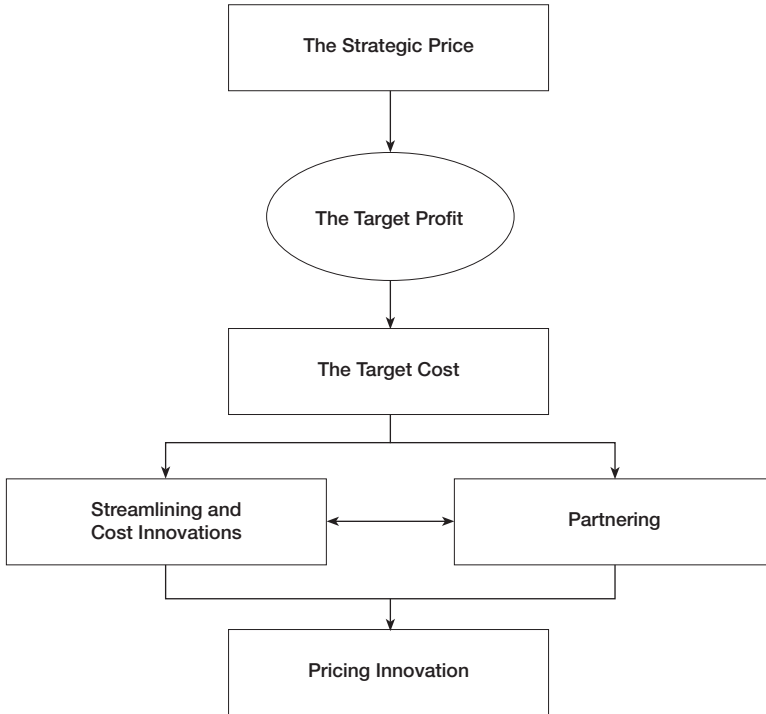 The Strategic Price
The Target Profit
The Target Cost
Streamlining and
Cost Innovations
Partnering
Pricing Innovation